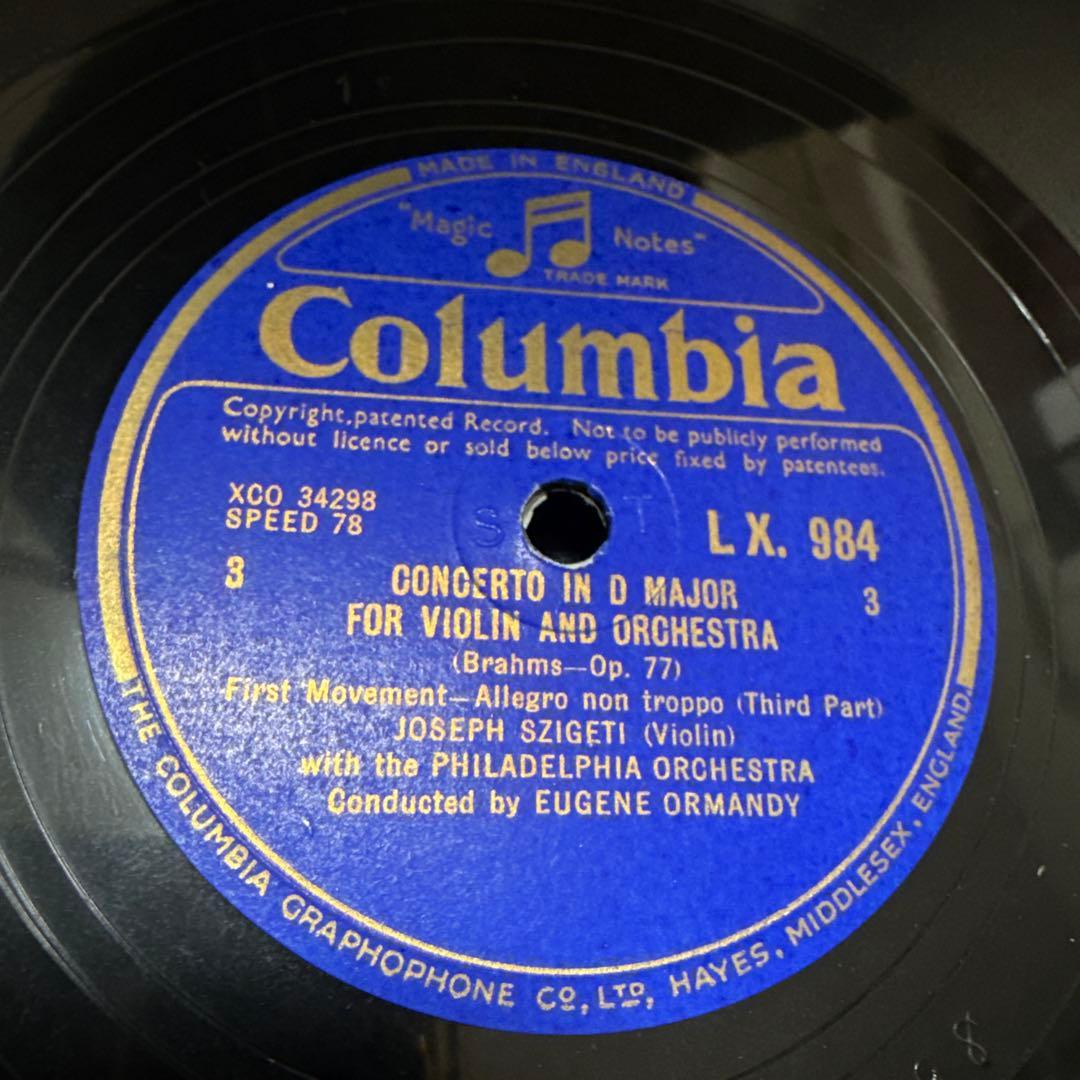 MADE IN ENGLAND
"Magic Notes"
TRADE MARK
Columbia
Copyright, patented Record. Not to be publicly performed
without licence or sold below price fixed by patentees.
XCO 34298
SPEED 78
LX. 984
S T
3 3
CONCERTO IN D MAJOR
FOR VIOLIN AND ORCHESTRA
(Brahms—Op. 77)
First Movement—Allegro non troppo (Third Part)
JOSEPH SZIGETI (Violin)
with the PHILADELPHIA ORCHESTRA
Conducted by EUGENE ORMANDY
THE COLUMBIA GRAPHOPHONE CO., LTD., HAYES, MIDDLESEX, ENGLAND.
1
8